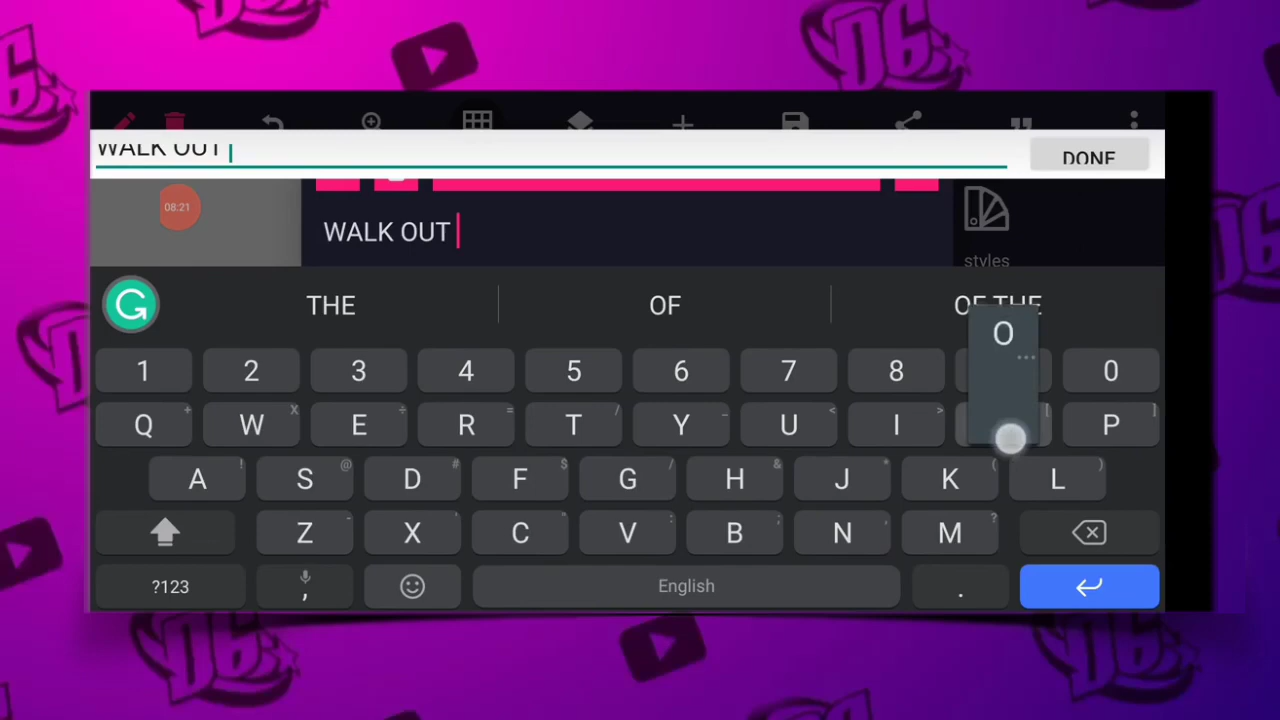 WALK OUT
DONE
08:21
WALK OUT
styles
THE OF OF THE
O
1 2 3 4 5 6 7 8 0
Q W E R T Y U I P
A S D F G H J K L
Z X C V B N M
?123 , English .